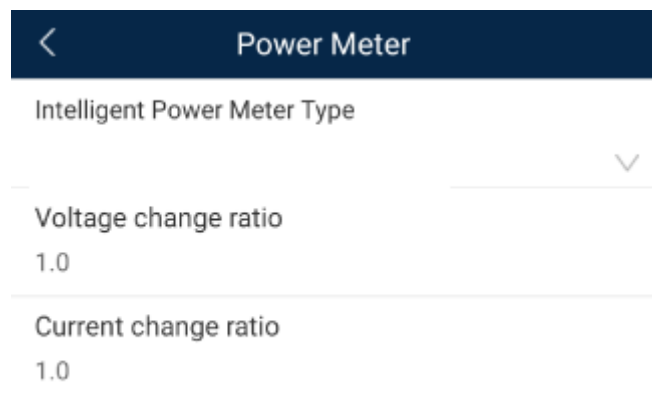 Power Meter
Intelligent Power Meter Type
Voltage change ratio
1.0
Current change ratio
1.0